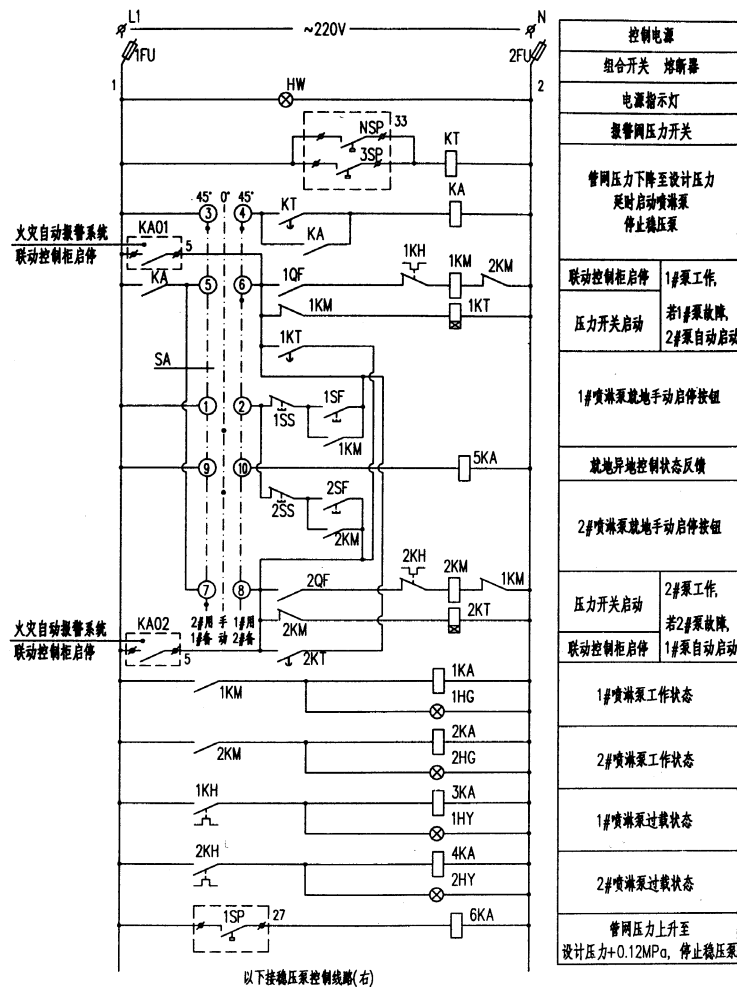 L1
~220V
N
1FU
2FU
1
2
HW
NSP
33
3SP
KT
45°
0°
45°
3
4
KT
KA
KA
KA01
火灾自动报警系统
联动控制柜启停
5
KA
5
6
1QF
1KH
1KM
2KM
1KM
1KT
1KT
SA
1
2
1SS
1SF
1KM
9
10
5KA
2SS
2SF
2KM
7
8
2QF
2KH
2KM
1KM
2KM
2KT
2#用
1#备
手动
1#用
2#备
KA02
火灾自动报警系统
联动控制柜启停
5
2KT
1KM
1KA
1HG
2KM
2KA
2HG
1KH
3KA
1HY
2KH
4KA
2HY
1SP
27
6KA
以下接稳压泵控制线路(右)
控制电源
组合开关 熔断器
电源指示灯
报警阀压力开关
管网压力下降至设计压力
延时启动喷淋泵
停止稳压泵
联动控制柜启停
压力开关启动
1#泵工作,
若1#泵故障,
2#泵自动启动
1#喷淋泵就地手动启停按钮
就地异地控制状态反馈
2#喷淋泵就地手动启停按钮
压力开关启动
联动控制柜启停
2#泵工作,
若2#泵故障,
1#泵自动启动
1#喷淋泵工作状态
2#喷淋泵工作状态
1#喷淋泵过载状态
2#喷淋泵过载状态
管网压力上升至
设计压力+0.12MPa, 停止稳压泵